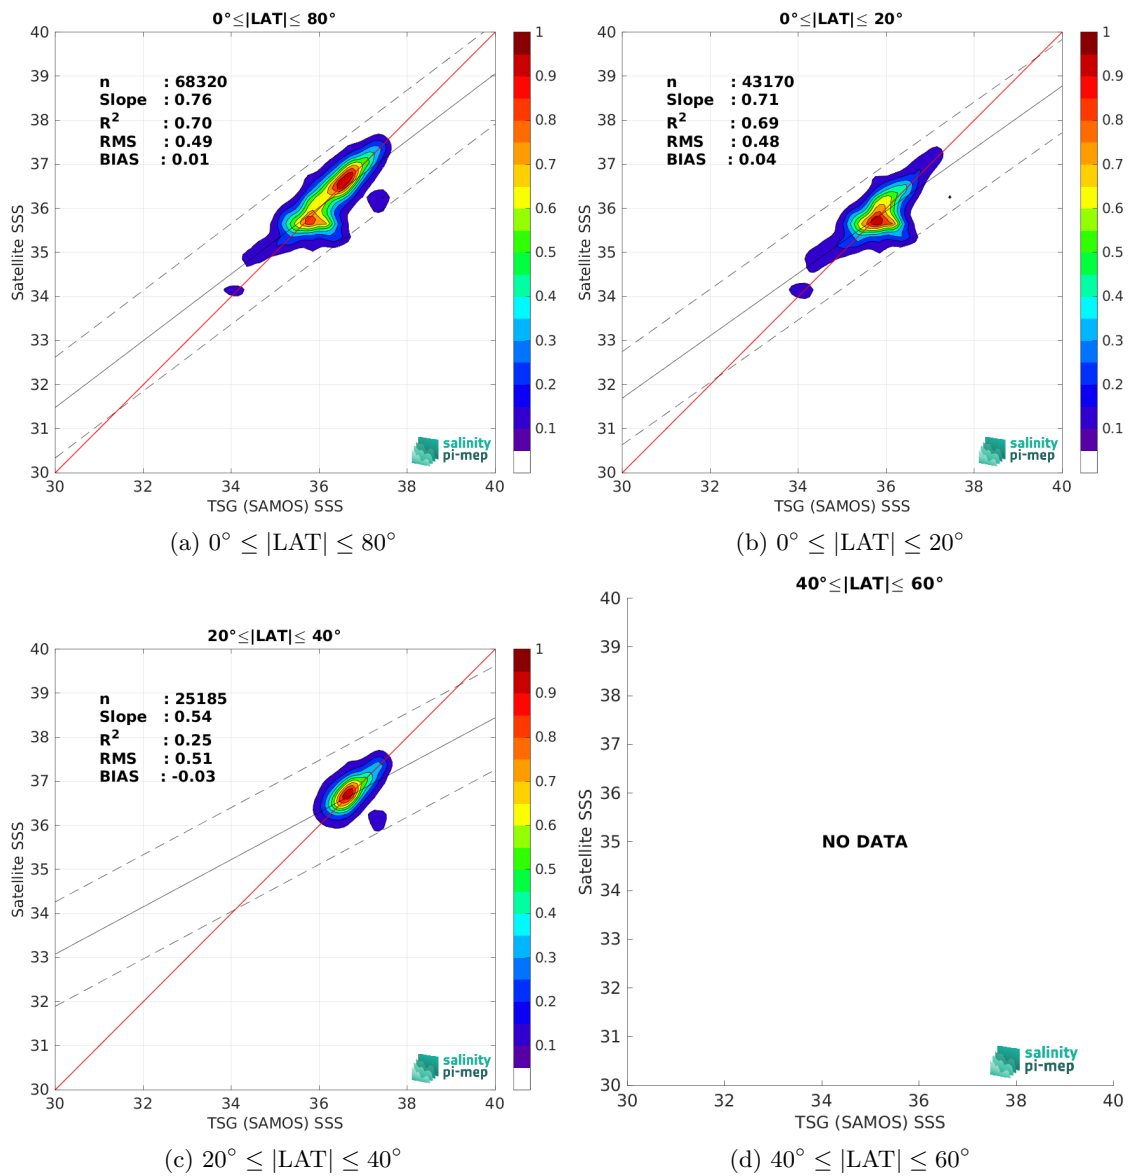 0°≤|LAT|≤ 80°
n : 68320
Slope : 0.76
R2 : 0.70
RMS : 0.49
BIAS : 0.01
40
39
38
37
36
35
34
33
32
31
30
Satellite SSS
30 32 34 36 38 40
TSG (SAMOS) SSS
1
0.9
0.8
0.7
0.6
0.5
0.4
0.3
0.2
0.1
salinity
pi-mep
(a) 0° ≤ |LAT| ≤ 80°
0°≤|LAT|≤ 20°
n : 43170
Slope : 0.71
R2 : 0.69
RMS : 0.48
BIAS : 0.04
40
39
38
37
36
35
34
33
32
31
30
Satellite SSS
30 32 34 36 38 40
TSG (SAMOS) SSS
1
0.9
0.8
0.7
0.6
0.5
0.4
0.3
0.2
0.1
salinity
pi-mep
(b) 0° ≤ |LAT| ≤ 20°
20°≤|LAT|≤ 40°
n : 25185
Slope : 0.54
R2 : 0.25
RMS : 0.51
BIAS : -0.03
40
39
38
37
36
35
34
33
32
31
30
Satellite SSS
30 32 34 36 38 40
TSG (SAMOS) SSS
1
0.9
0.8
0.7
0.6
0.5
0.4
0.3
0.2
0.1
salinity
pi-mep
(c) 20° ≤ |LAT| ≤ 40°
40°≤|LAT|≤ 60°
40
39
38
37
36
35
34
33
32
31
30
Satellite SSS
NO DATA
30 32 34 36 38 40
TSG (SAMOS) SSS
salinity
pi-mep
(d) 40° ≤ |LAT| ≤ 60°